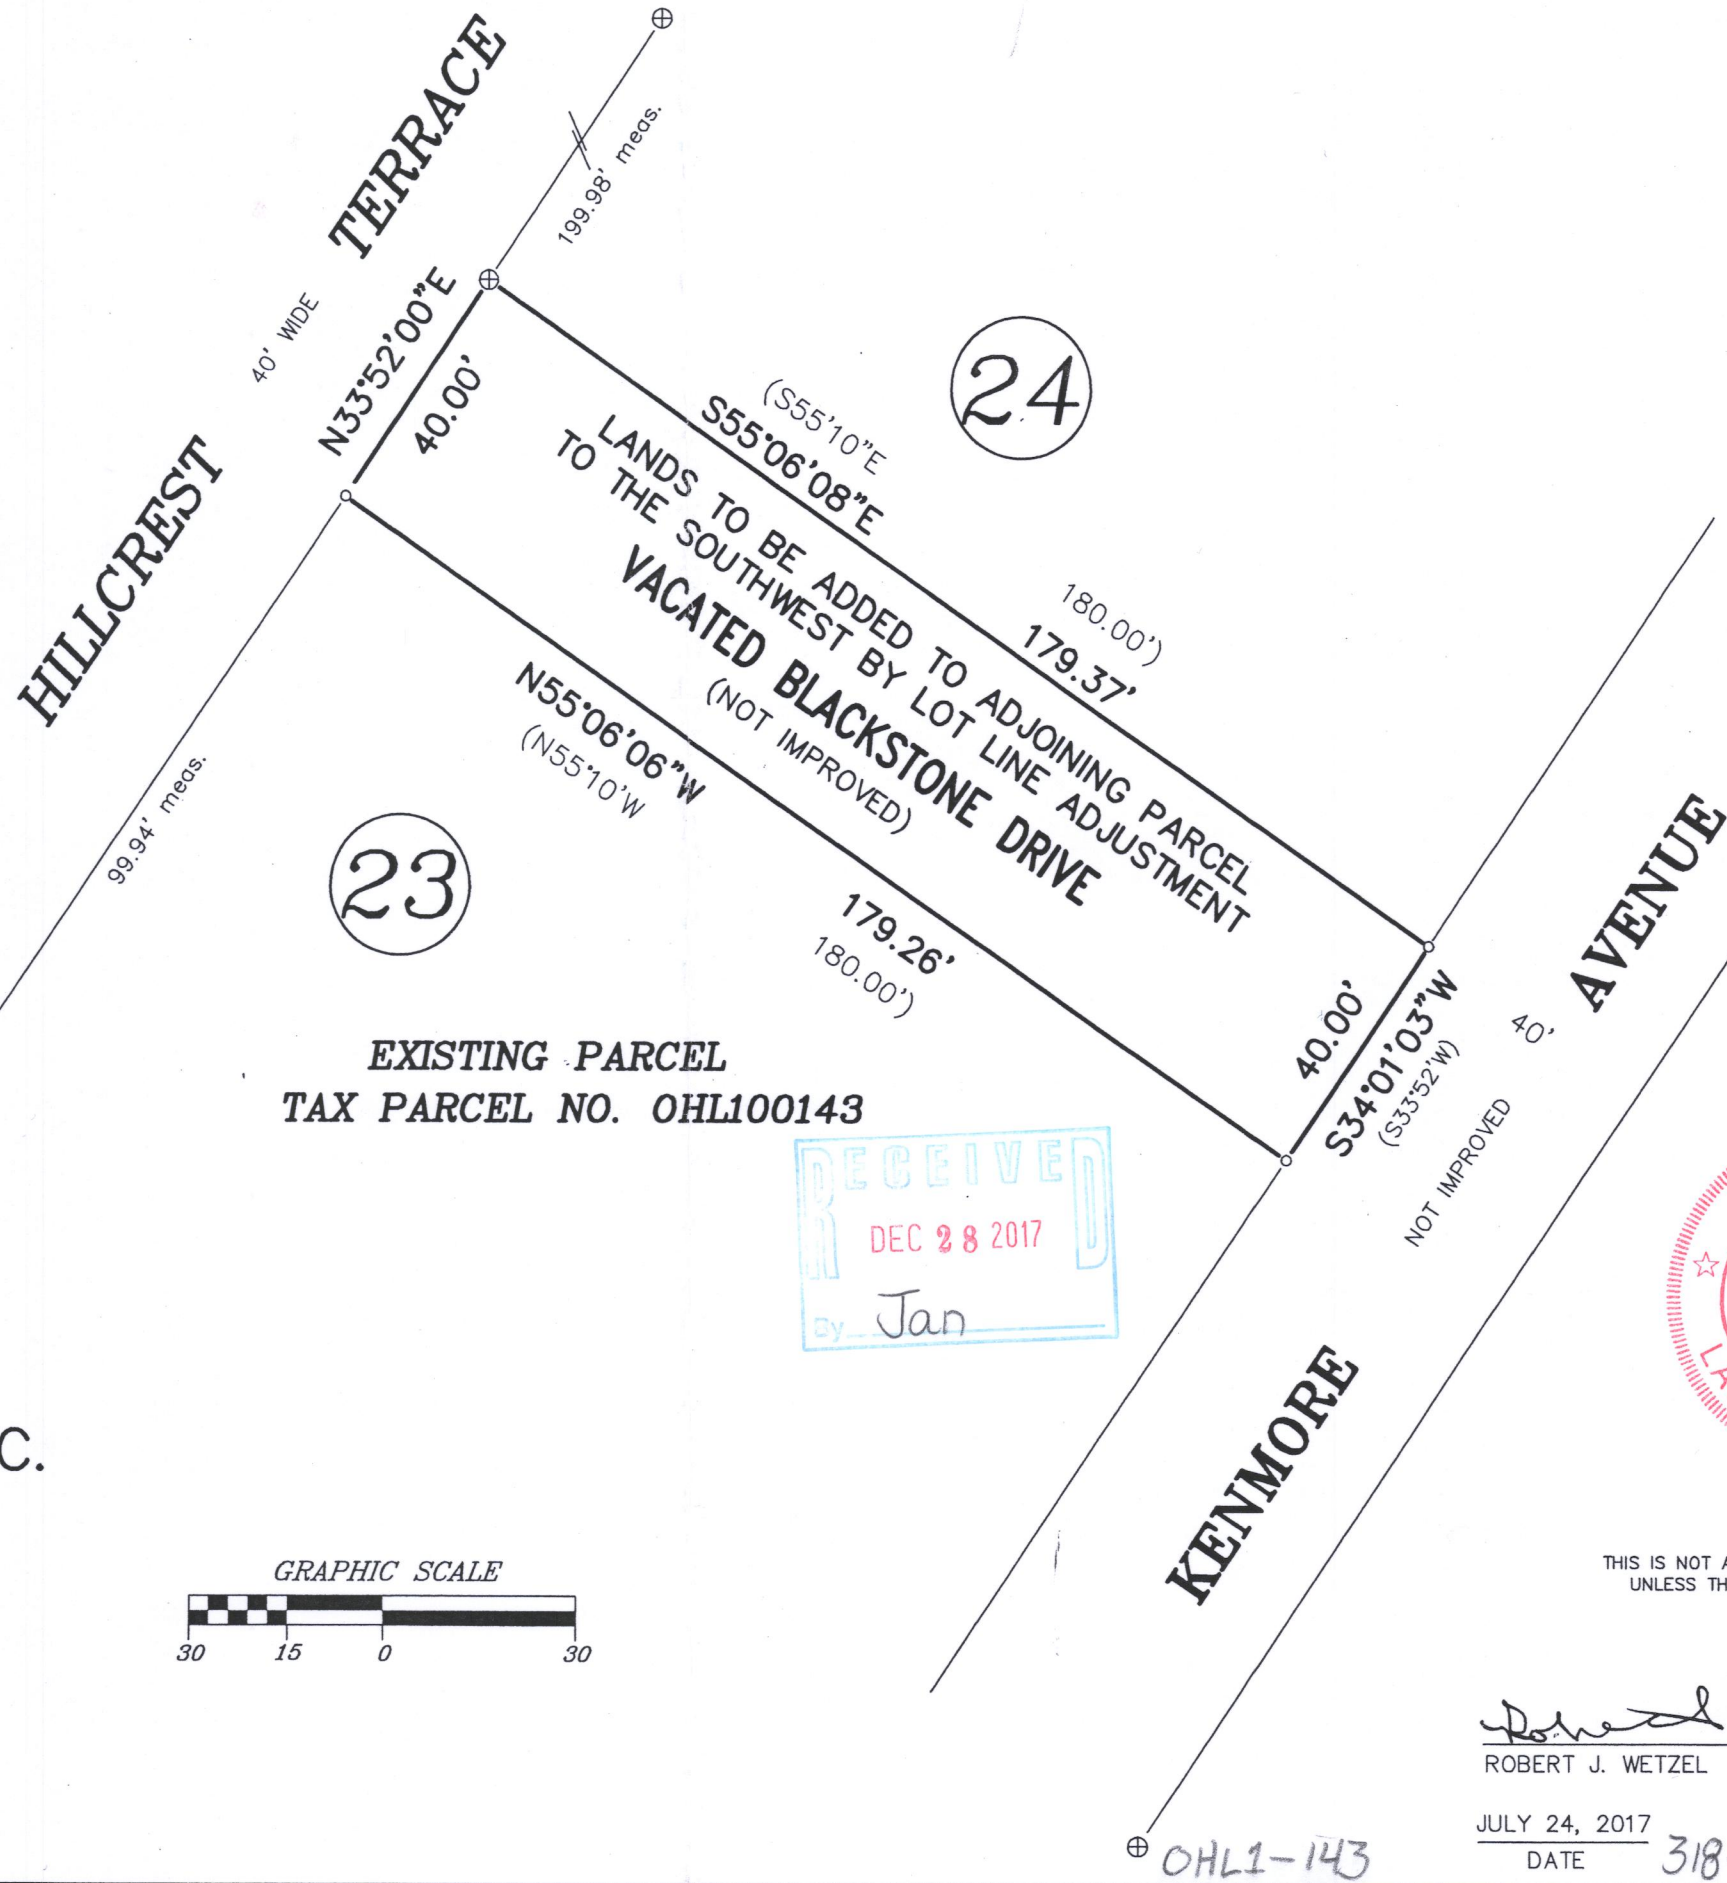 HILLCREST TERRACE
40' WIDE
199.98' meas.
N33°52'00"E
40.00'
24
(S55'10"E
S55°06'08"E
180.00')
179.37'
LANDS TO BE ADDED TO ADJOINING PARCEL
TO THE SOUTHWEST BY LOT LINE ADJUSTMENT
VACATED BLACKSTONE DRIVE
(NOT IMPROVED)
N55°06'06"W
(N55°10'W
179.26'
180.00')
99.94' meas.
23
EXISTING PARCEL
TAX PARCEL NO. OHL100143
40.00'
S34°01'03"W
(S33°52'W)
40'
NOT IMPROVED
KENMORE AVENUE
RECEIVED
DEC 28 2017
By Jan
C.
GRAPHIC SCALE
30 15 0 30
THIS IS NOT A
UNLESS TH
LA
Robert
ROBERT J. WETZEL
JULY 24, 2017
DATE
318
OHL1-143